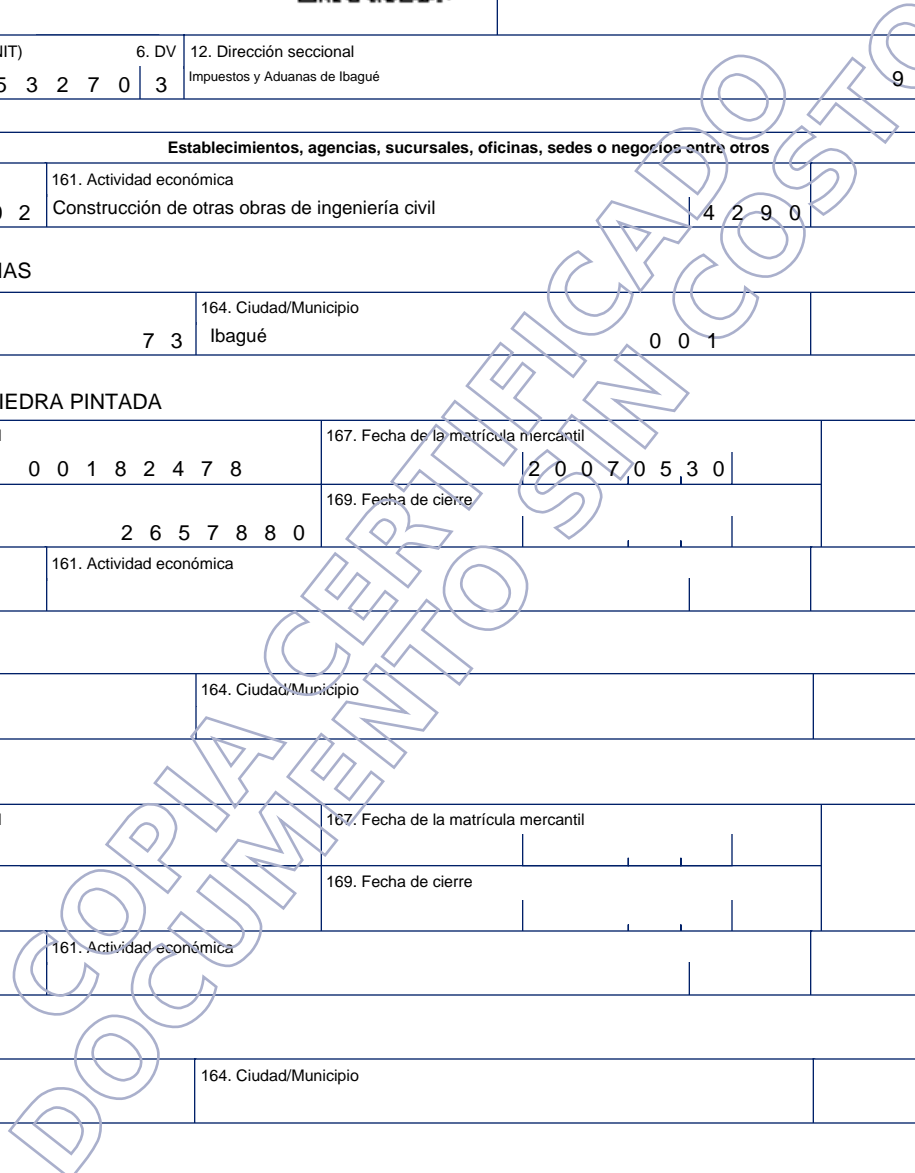 NIT) 6. DV 12. Dirección seccional
5 3 2 7 0 3 Impuestos y Aduanas de Ibagué 9
Establecimientos, agencias, sucursales, oficinas, sedes o negocios entre otros
161. Actividad económica
0 2 Construcción de otras obras de ingeniería civil 4 2 9 0
IAS
164. Ciudad/Municipio
7 3 Ibagué 0 0 1
IEDRA PINTADA
167. Fecha de la matrícula mercantil
0 0 1 8 2 4 7 8 2 0 0 7 0 5 3 0
169. Fecha de cierre
2 6 5 7 8 8 0
161. Actividad económica
164. Ciudad/Municipio
167. Fecha de la matrícula mercantil
169. Fecha de cierre
161. Actividad económica
164. Ciudad/Municipio
COPIA CERTIFICADO
DOCUMENTO SIN COSTO